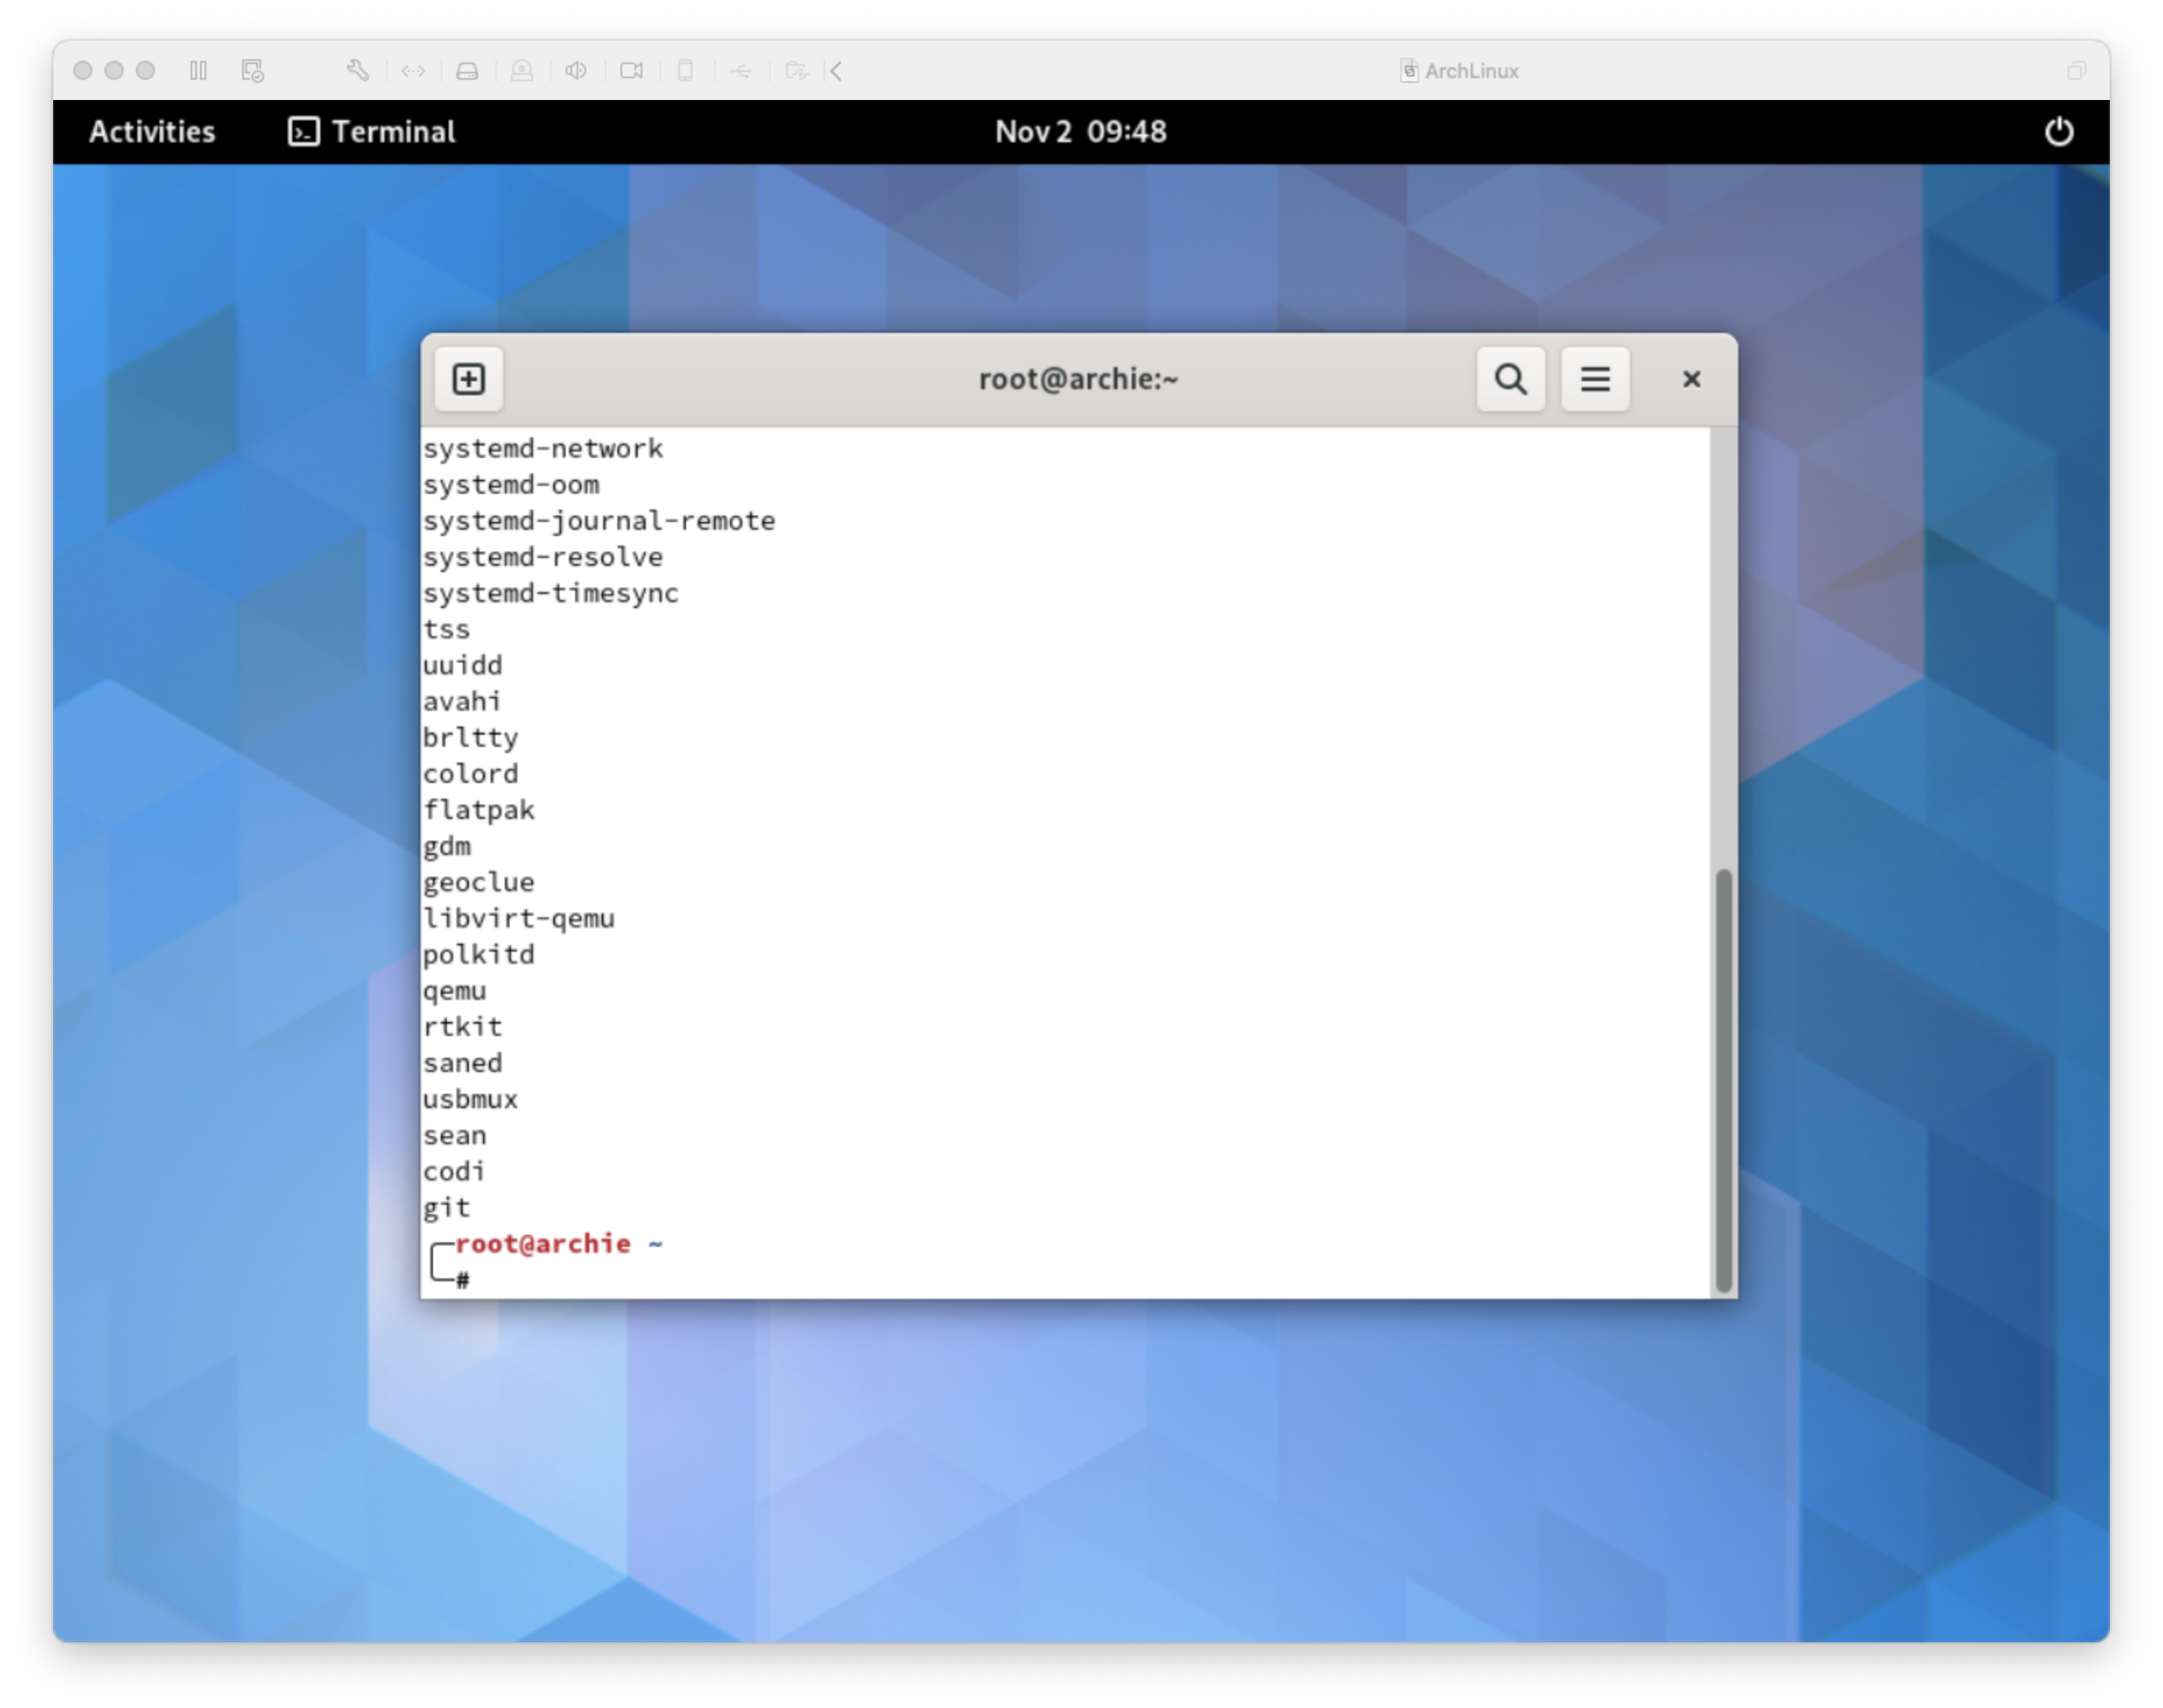 ArchLinux
Activities Terminal Nov 2 09:48
root@archie:~
systemd-network
systemd-oom
systemd-journal-remote
systemd-resolve
systemd-timesync
tss
uuidd
avahi
brltty
colord
flatpak
gdm
geoclue
libvirt-qemu
polkitd
qemu
rtkit
saned
usbmux
sean
codi
git
root@archie ~
#